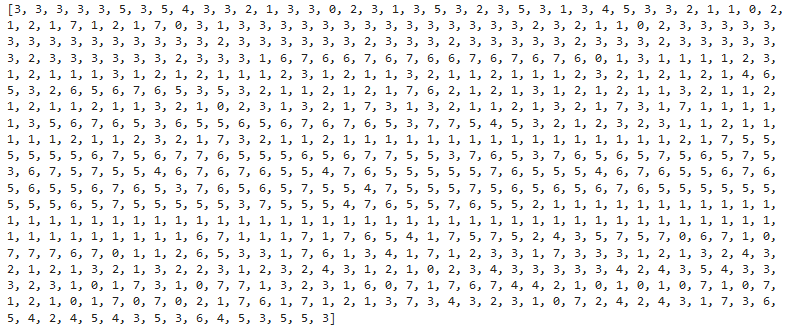 [3, 3, 3, 3, 3, 5, 3, 5, 4, 3, 3, 2, 1, 3, 3, 0, 2, 3, 1, 3, 5, 3, 2, 3, 5, 3, 1, 3, 4, 5, 3, 3, 2, 1, 1, 0, 2,
1, 2, 1, 7, 1, 2, 1, 7, 0, 3, 1, 3, 3, 3, 3, 3, 3, 3, 3, 3, 3, 3, 3, 3, 3, 2, 3, 2, 1, 1, 0, 2, 3, 3, 3, 3, 3,
3, 3, 3, 3, 3, 3, 3, 3, 3, 3, 2, 3, 3, 3, 3, 3, 3, 2, 3, 3, 3, 2, 3, 3, 3, 3, 3, 2, 3, 3, 3, 2, 3, 3, 3, 3, 3,
3, 2, 3, 3, 3, 3, 3, 3, 2, 3, 3, 3, 1, 6, 7, 6, 6, 7, 6, 7, 6, 6, 7, 6, 7, 6, 7, 6, 0, 1, 3, 1, 1, 1, 1, 2, 3,
1, 2, 1, 1, 1, 3, 1, 2, 1, 2, 1, 1, 1, 2, 3, 1, 2, 1, 1, 3, 2, 1, 1, 2, 1, 1, 1, 2, 3, 2, 1, 2, 1, 2, 1, 4, 6,
5, 3, 2, 6, 5, 6, 7, 6, 5, 3, 5, 3, 2, 1, 1, 2, 1, 2, 1, 7, 6, 2, 1, 2, 1, 3, 1, 2, 1, 2, 1, 1, 3, 2, 1, 1, 2,
1, 2, 1, 1, 2, 1, 1, 3, 2, 1, 0, 2, 3, 1, 3, 2, 1, 7, 3, 1, 3, 2, 1, 1, 2, 1, 3, 2, 1, 7, 3, 1, 7, 1, 1, 1, 1,
1, 3, 5, 6, 7, 6, 5, 3, 6, 5, 5, 6, 5, 6, 7, 6, 7, 6, 5, 3, 7, 7, 5, 4, 5, 3, 2, 1, 2, 3, 2, 3, 1, 1, 2, 1, 1,
1, 1, 1, 2, 1, 1, 2, 3, 2, 1, 7, 3, 2, 1, 1, 2, 1, 1, 1, 1, 1, 1, 1, 1, 1, 1, 1, 1, 1, 1, 1, 1, 2, 1, 7, 5, 5,
5, 5, 5, 5, 6, 7, 5, 6, 7, 7, 6, 5, 5, 5, 6, 5, 6, 7, 7, 5, 5, 3, 7, 6, 5, 3, 7, 6, 5, 6, 5, 7, 5, 6, 5, 7, 5,
3, 6, 7, 5, 7, 5, 5, 4, 6, 7, 6, 7, 6, 5, 5, 4, 7, 6, 5, 5, 5, 5, 5, 7, 6, 5, 5, 5, 4, 6, 7, 6, 5, 5, 6, 7, 6,
5, 6, 5, 5, 6, 7, 6, 5, 3, 7, 6, 5, 6, 5, 7, 5, 5, 4, 7, 5, 5, 5, 7, 5, 6, 5, 6, 5, 6, 7, 6, 5, 5, 5, 5, 5, 5,
5, 5, 6, 5, 7, 5, 5, 5, 5, 5, 3, 7, 5, 5, 5, 4, 7, 6, 5, 5, 7, 6, 5, 5, 2, 1, 1, 1, 1, 1, 1, 1, 1, 1, 1, 1, 1,
1, 1, 1, 1, 1, 1, 1, 1, 1, 1, 1, 1, 1, 1, 1, 1, 1, 1, 1, 1, 1, 1, 1, 1, 1, 1, 1, 1, 1, 1, 1, 1, 1, 1, 1, 1, 1,
1, 1, 1, 1, 1, 1, 1, 1, 1, 6, 7, 1, 1, 1, 7, 1, 7, 6, 5, 4, 1, 7, 5, 7, 5, 2, 4, 3, 5, 7, 5, 7, 0, 6, 7, 1, 0,
7, 7, 7, 6, 7, 0, 1, 1, 2, 6, 5, 3, 3, 1, 7, 6, 1, 3, 4, 1, 7, 1, 2, 3, 3, 1, 7, 3, 3, 3, 1, 2, 1, 3, 2, 4, 3,
2, 1, 2, 1, 3, 2, 1, 3, 2, 2, 3, 1, 2, 3, 2, 4, 3, 1, 2, 1, 0, 2, 3, 4, 3, 3, 3, 3, 3, 4, 2, 4, 3, 5, 4, 3, 3,
3, 2, 3, 1, 0, 1, 7, 3, 1, 0, 7, 7, 1, 3, 2, 3, 1, 6, 0, 7, 1, 7, 6, 7, 4, 4, 2, 1, 0, 1, 0, 1, 0, 7, 1, 0, 7,
1, 2, 1, 0, 1, 7, 0, 7, 0, 2, 1, 7, 6, 1, 7, 1, 2, 1, 3, 7, 3, 4, 3, 2, 3, 1, 0, 7, 2, 4, 2, 4, 3, 1, 7, 3, 6,
5, 4, 2, 4, 5, 4, 3, 5, 3, 6, 4, 5, 3, 5, 5, 3]